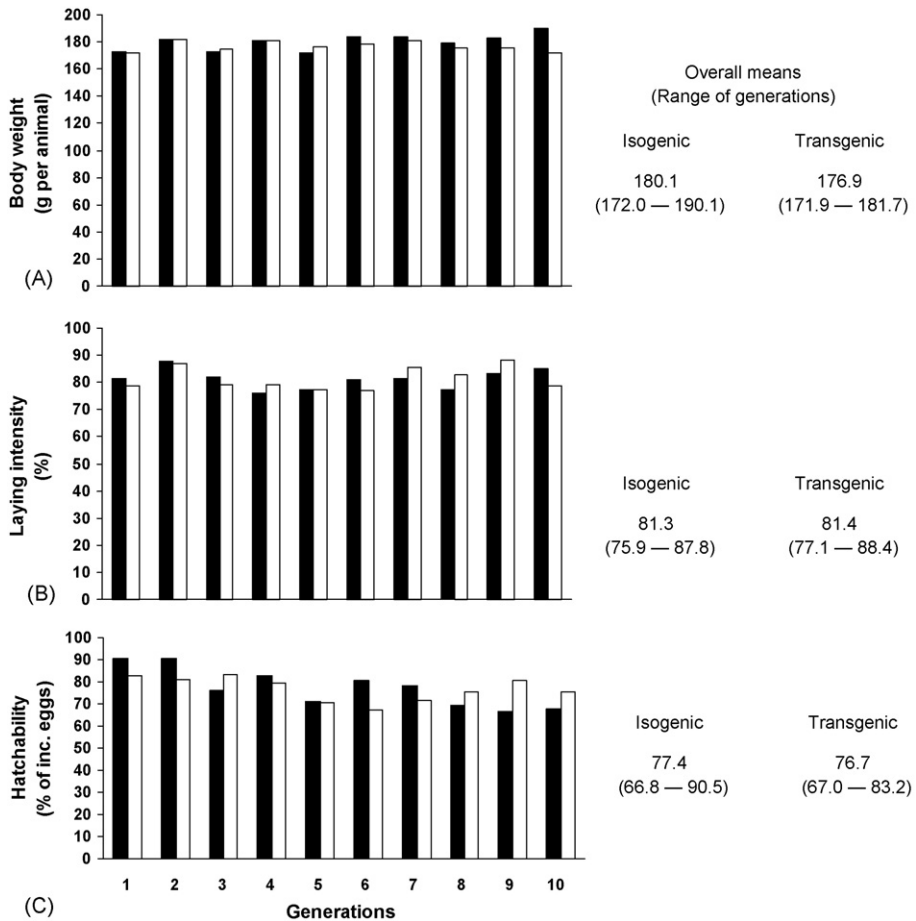 Body weight
(g per animal)
200
180
160
140
120
100
80
60
40
20
0
(A)
Overall means
(Range of generations)
Isogenic Transgenic
180.1 176.9
(172.0 — 190.1) (171.9 — 181.7)
Laying intensity
(%)
100
90
80
70
60
50
40
30
20
10
0
(B)
Isogenic Transgenic
81.3 81.4
(75.9 — 87.8) (77.1 — 88.4)
Hatchability
(% of inc. eggs)
100
90
80
70
60
50
40
30
20
10
0
1 2 3 4 5 6 7 8 9 10
Generations
(C)
Isogenic Transgenic
77.4 76.7
(66.8 — 90.5) (67.0 — 83.2)